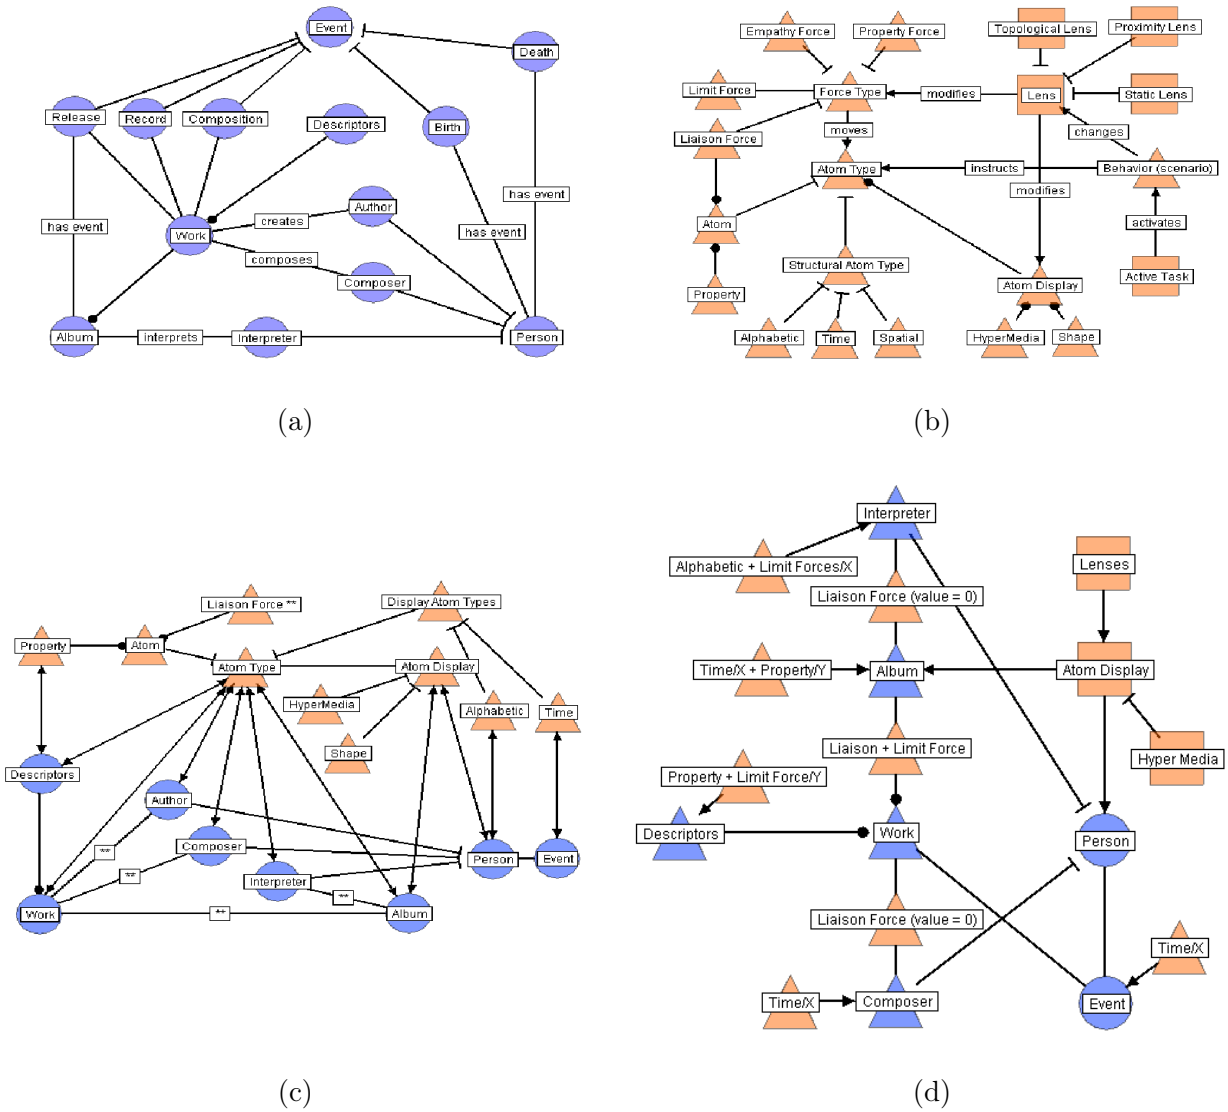 Event
Death
Release
Record
Composition
Descriptors
Birth
has event
Author
creates
has event
Work
has event
composes
Composer
Album
interprets
Interpreter
Person
(a)
Empathy Force
Property Force
Topological Lens
Proximity Lens
Limit Force
Force Type
modifies
Lens
Static Lens
Liaison Force
moves
changes
Atom Type
instructs
Behavior (scenario)
modifies
Atom
activates
Structural Atom Type
Property
Atom Display
Active Task
Alphabetic
Time
Spatial
HyperMedia
Shape
(b)
Liaison Force **
Display Atom Types
Property
Atom
Atom Type
Atom Display
HyperMedia
Alphabetic
Time
Shape
Descriptors
Author
**
Composer
Person
Event
**
Interpreter
**
Work
**
Album
(c)
Interpreter
Alphabetic + Limit Forces/X
Lenses
Liaison Force (value = 0)
Time/X + Property/Y
Album
Atom Display
Liaison + Limit Force
Hyper Media
Property + Limit Force/Y
Descriptors
Work
Person
Liaison Force (value = 0)
Time/X
Time/X
Composer
Event
(d)